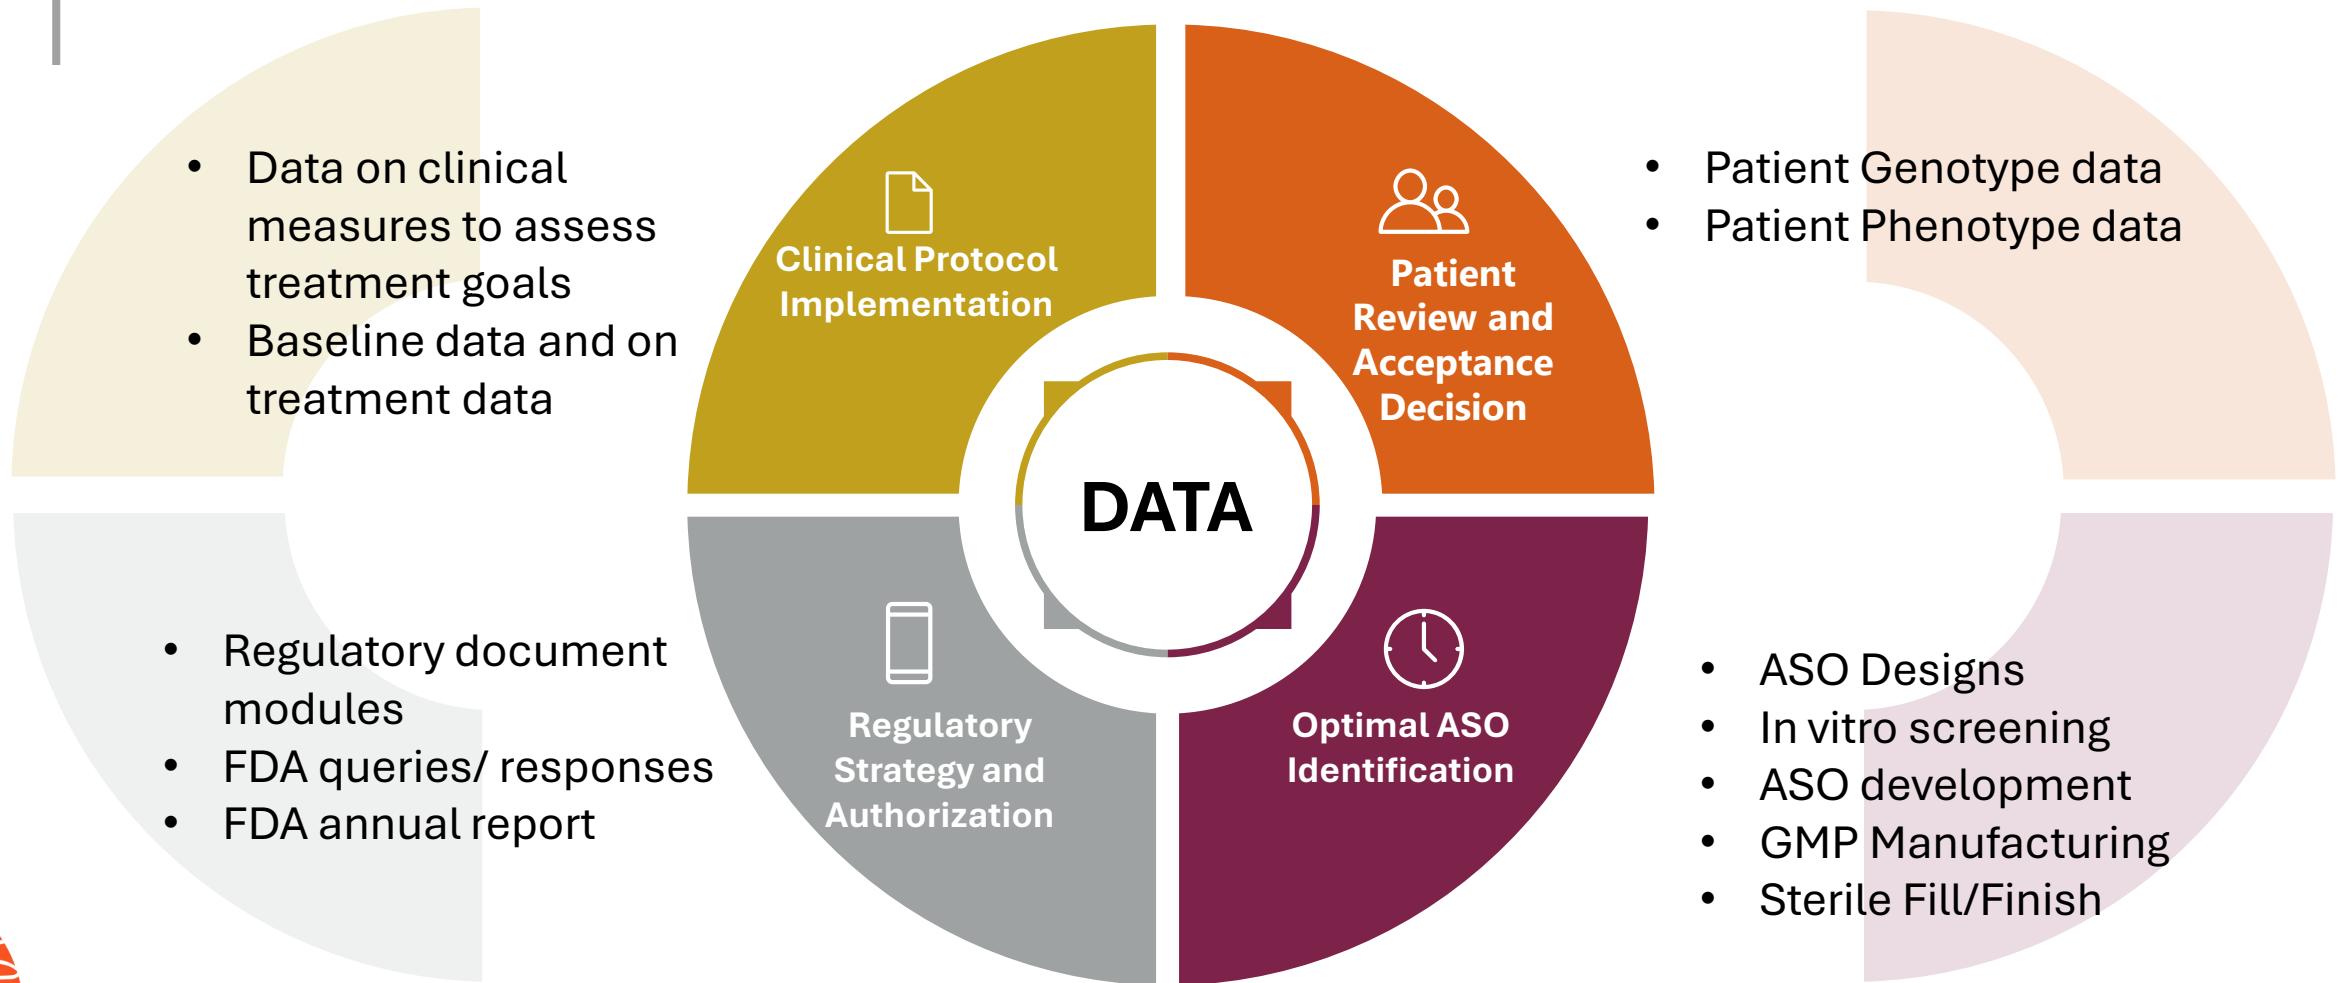 • Data on clinical
measures to assess
treatment goals
• Baseline data and on
treatment data
Clinical Protocol
Implementation
Patient
Review and
Acceptance
Decision
• Patient Genotype data
• Patient Phenotype data
DATA
• Regulatory document
modules
• FDA queries/ responses
• FDA annual report
Regulatory
Strategy and
Authorization
Optimal ASO
Identification
• ASO Designs
• In vitro screening
• ASO development
• GMP Manufacturing
• Sterile Fill/Finish